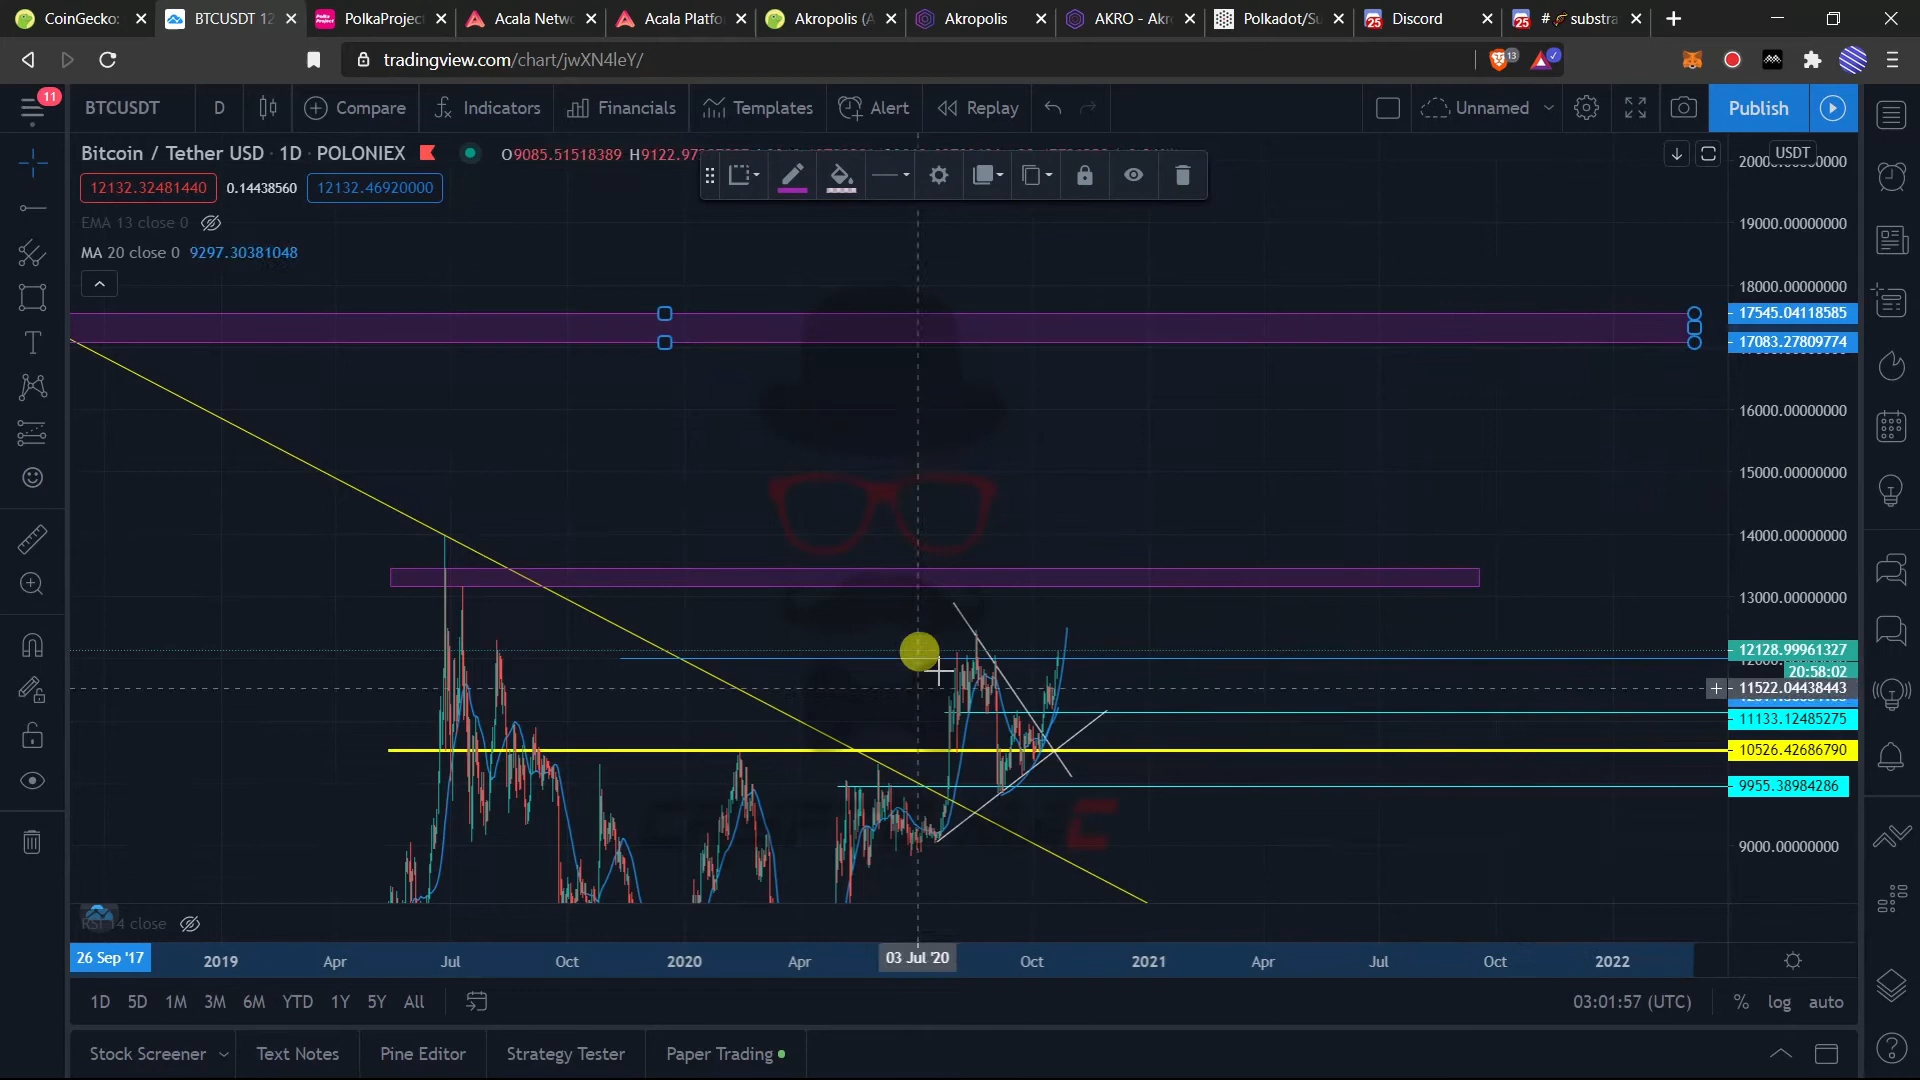 CoinGecko:
BTCUSDT 12
PolkaProject
Acala Netwo
Acala Platfo
Akropolis (A
Akropolis
AKRO - Akr
Polkadot/Su
25 Discord
25 # substra
tradingview.com/chart/jwXN4leY/
13
11
BTCUSDT D Compare Indicators Financials Templates Alert Replay Unnamed Publish
Bitcoin / Tether USD · 1D · POLONIEX O9085.51518389
USDT
12132.32481440 0.14438560 12132.46920000
EMA 13 close 0
MA 20 close 0 9297.30381048
19000.00000000
18000.00000000
17545.04118585
17083.27809774
16000.00000000
15000.00000000
14000.00000000
13000.00000000
12128.99961327
20:58:02
11522.04438443
11133.12485275
10526.42686790
9955.38984286
9000.00000000
RSI 14 close
26 Sep '17 2019 Apr Jul Oct 2020 Apr 03 Jul '20 Oct 2021 Apr Jul Oct 2022
1D 5D 1M 3M 6M YTD 1Y 5Y All 03:01:57 (UTC) % log auto
Stock Screener Text Notes Pine Editor Strategy Tester Paper Trading